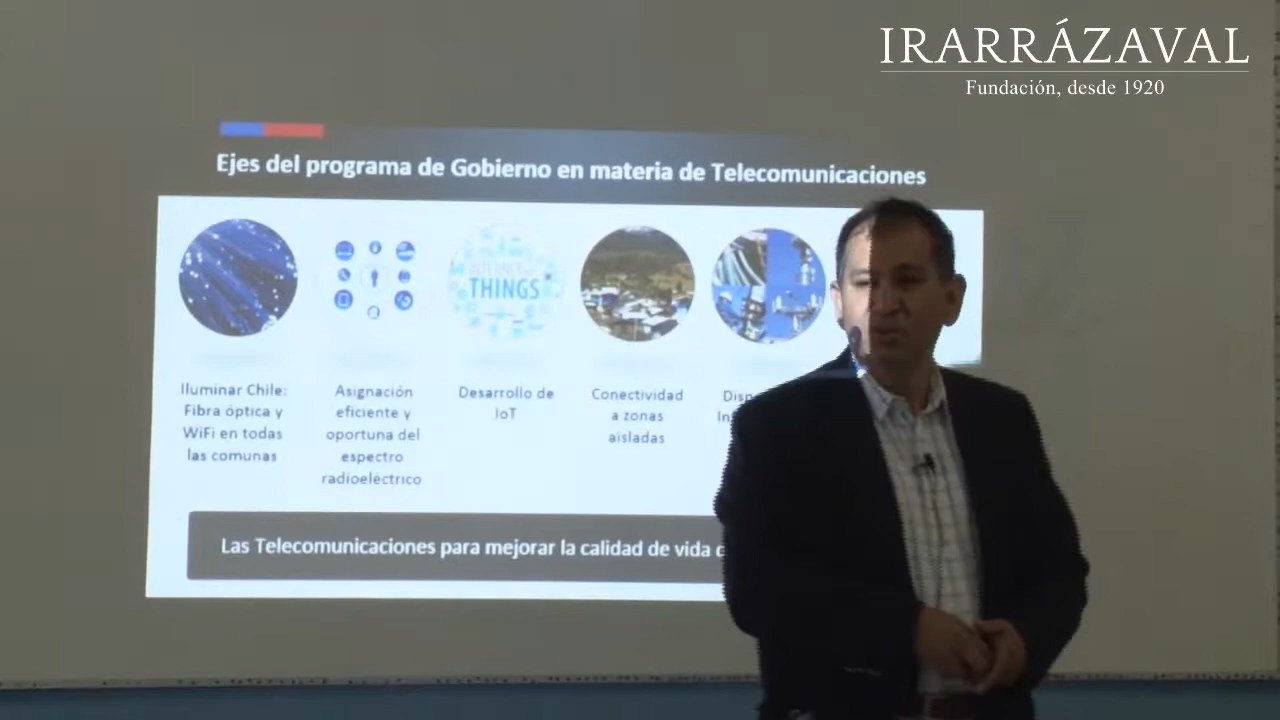 IRARRÁZAVAL
Fundación, desde 1920
Ejes del programa de Gobierno en materia de Telecomunicaciones
INTERNET
THINGS
Iluminar Chile:
Fibra óptica y
WiFi en todas
las comunas
Asignación
eficiente y
oportuna del
espectro
radioeléctrico
Desarrollo de
IoT
Conectividad
a zonas
aisladas
Las Telecomunicaciones para mejorar la calidad de vida